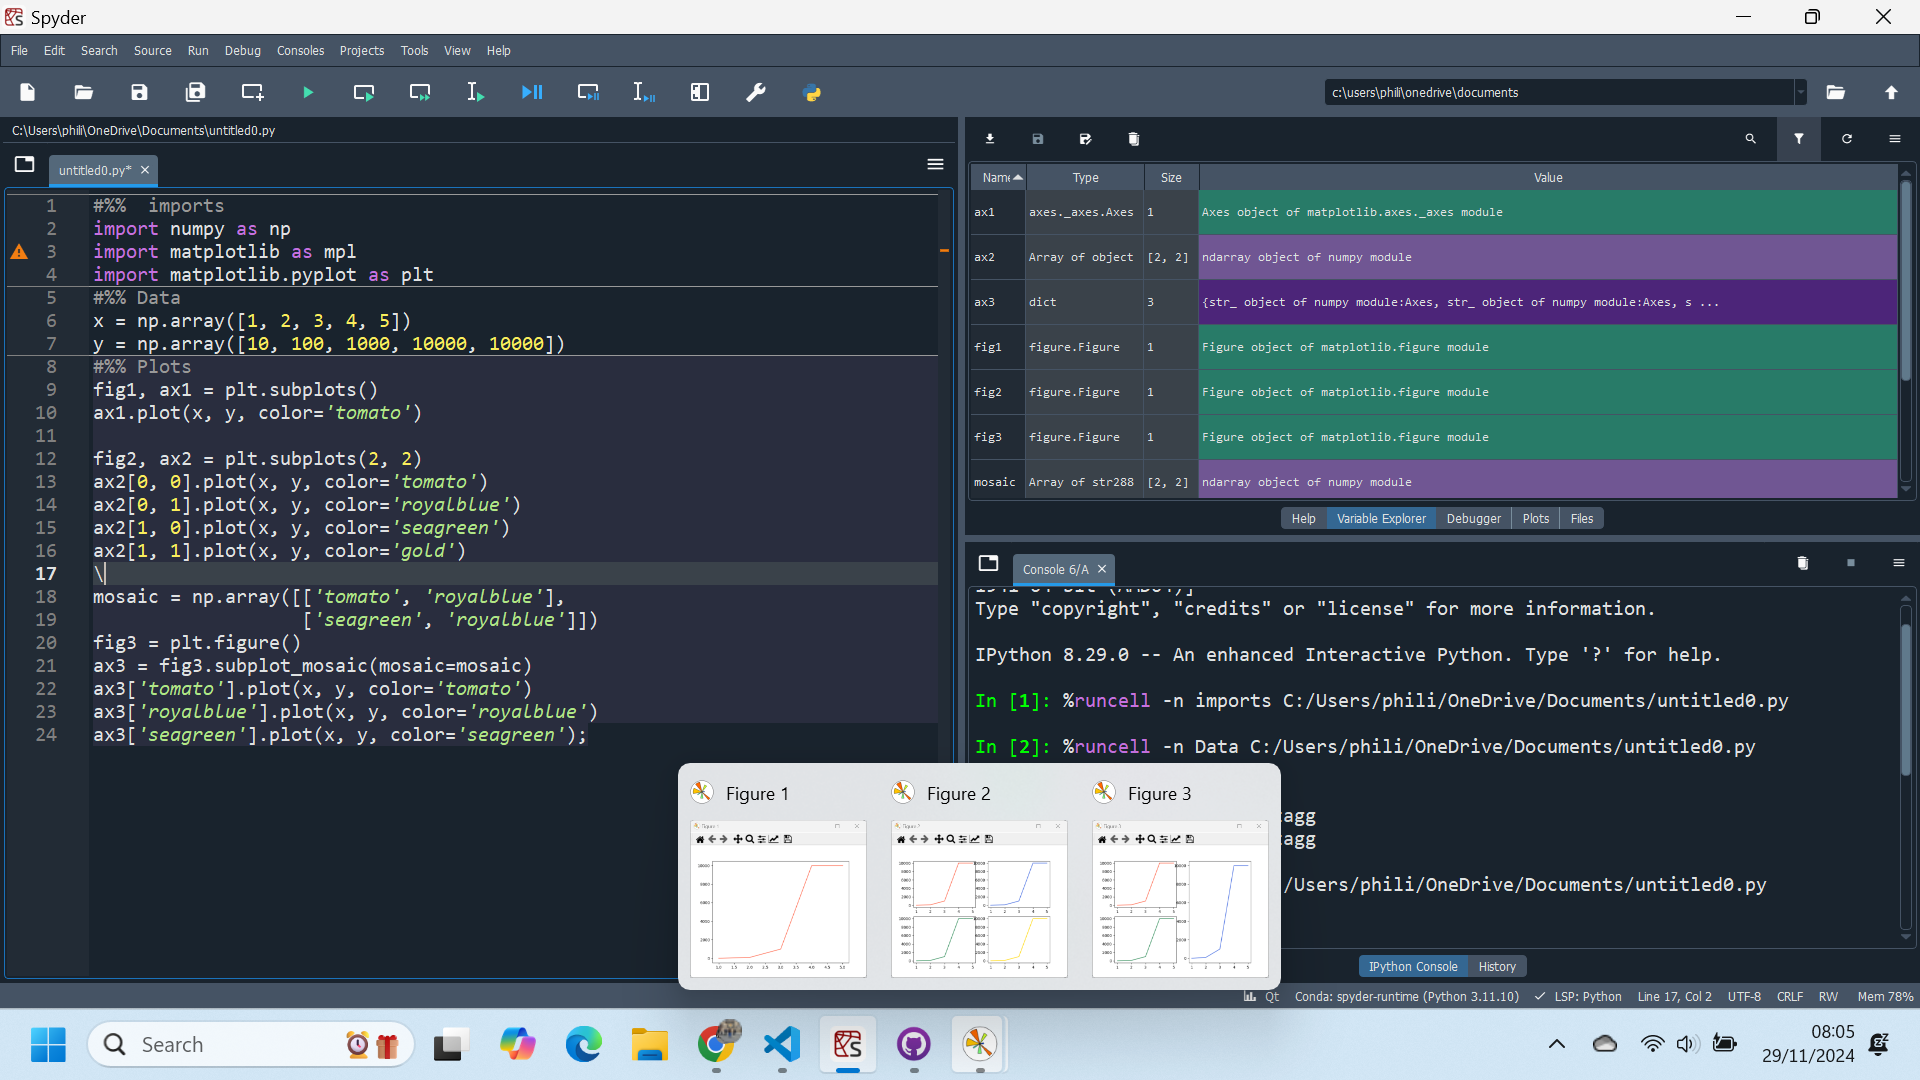 Spyder
File Edit Search Source Run Debug Consoles Projects Tools View Help
c:\users\phili\onedrive\documents
C:\Users\phili\OneDrive\Documents\untitled0.py
untitled0.py*
1 #%%  imports
2 import numpy as np
3 import matplotlib as mpl
4 import matplotlib.pyplot as plt
5 #%% Data
6 x = np.array([1, 2, 3, 4, 5])
7 y = np.array([10, 100, 1000, 10000, 10000])
8 #%% Plots
9 fig1, ax1 = plt.subplots()
10 ax1.plot(x, y, color='tomato')
11
12 fig2, ax2 = plt.subplots(2, 2)
13 ax2[0, 0].plot(x, y, color='tomato')
14 ax2[0, 1].plot(x, y, color='royalblue')
15 ax2[1, 0].plot(x, y, color='seagreen')
16 ax2[1, 1].plot(x, y, color='gold')
17 \
18 mosaic = np.array([['tomato', 'royalblue'],
19                    ['seagreen', 'royalblue']])
20 fig3 = plt.figure()
21 ax3 = fig3.subplot_mosaic(mosaic=mosaic)
22 ax3['tomato'].plot(x, y, color='tomato')
23 ax3['royalblue'].plot(x, y, color='royalblue')
24 ax3['seagreen'].plot(x, y, color='seagreen');
Name Type Size Value
ax1 axes._axes.Axes 1 Axes object of matplotlib.axes._axes module
ax2 Array of object [2, 2] ndarray object of numpy module
ax3 dict 3 {str_ object of numpy module:Axes, str_ object of numpy module:Axes, s ...
fig1 figure.Figure 1 Figure object of matplotlib.figure module
fig2 figure.Figure 1 Figure object of matplotlib.figure module
fig3 figure.Figure 1 Figure object of matplotlib.figure module
mosaic Array of str288 [2, 2] ndarray object of numpy module
Help Variable Explorer Debugger Plots Files
Console 6/A
Type "copyright", "credits" or "license" for more information.
IPython 8.29.0 -- An enhanced Interactive Python. Type '?' for help.
In [1]: %runcell -n imports C:/Users/phili/OneDrive/Documents/untitled0.py
In [2]: %runcell -n Data C:/Users/phili/OneDrive/Documents/untitled0.py
agg
agg
/Users/phili/OneDrive/Documents/untitled0.py
IPython Console History
Figure 1 Figure 2 Figure 3
Qt Conda: spyder-runtime (Python 3.11.10) LSP: Python Line 17, Col 2 UTF-8 CRLF RW Mem 78%
Search
08:05
29/11/2024